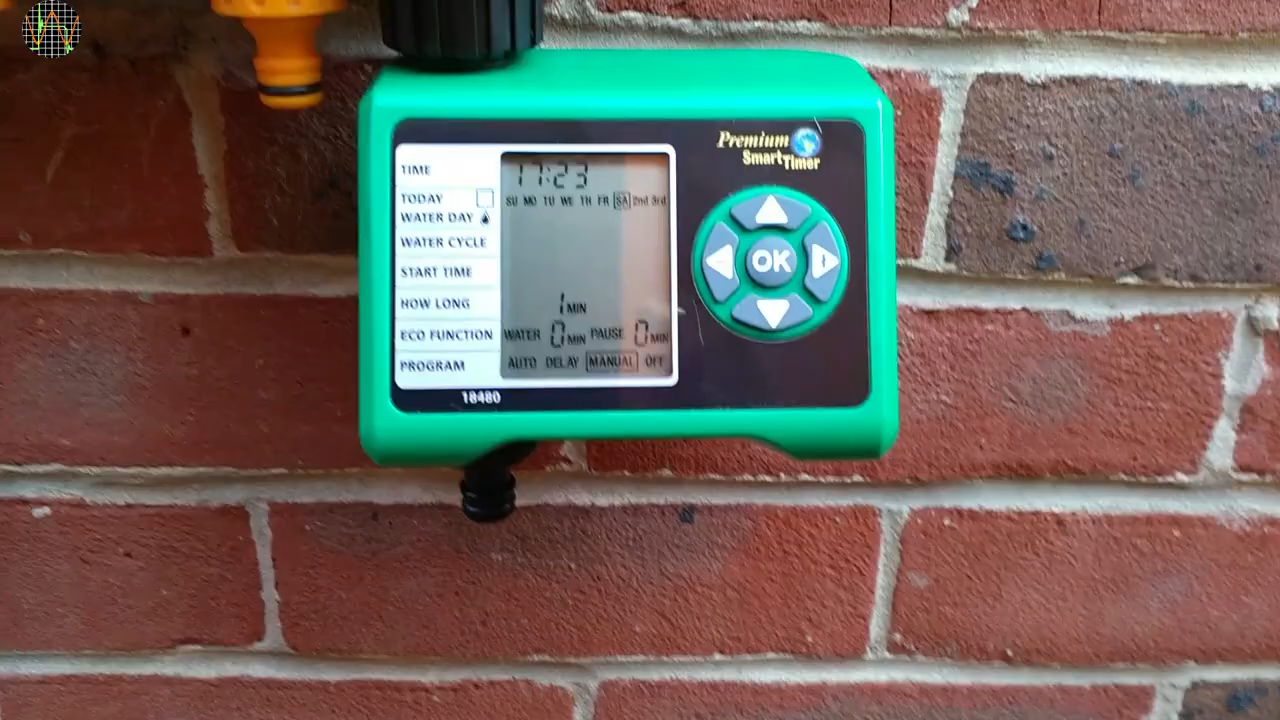 Premium
SmartTimer
TIME 17:23
TODAY SU MO TU WE TH FR SA 2nd 3rd
WATER DAY
WATER CYCLE
START TIME
HOW LONG 1 MIN
ECO FUNCTION WATER 0 MIN PAUSE 0 MIN
PROGRAM AUTO DELAY MANUAL OFF
18480
OK